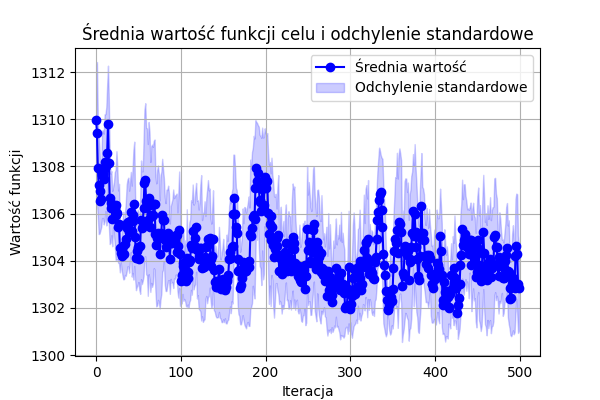 Średnia wartość funkcji celu i odchylenie standardowe
Średnia wartość
Odchylenie standardowe
Wartość funkcji
1312
1310
1308
1306
1304
1302
1300
0 100 200 300 400 500
Iteracja